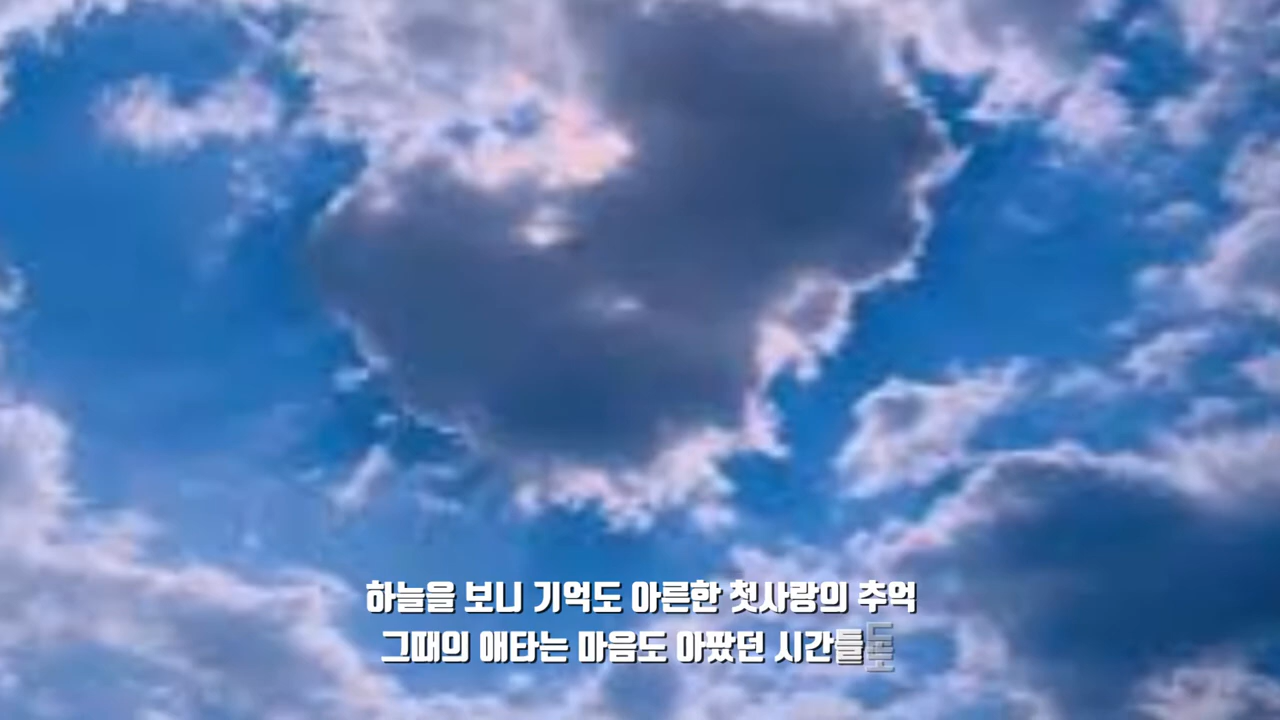 하늘을 보니 기억도 아른한 첫사랑의 추억
그때의 애타는 마음도 아팠던 시간들도